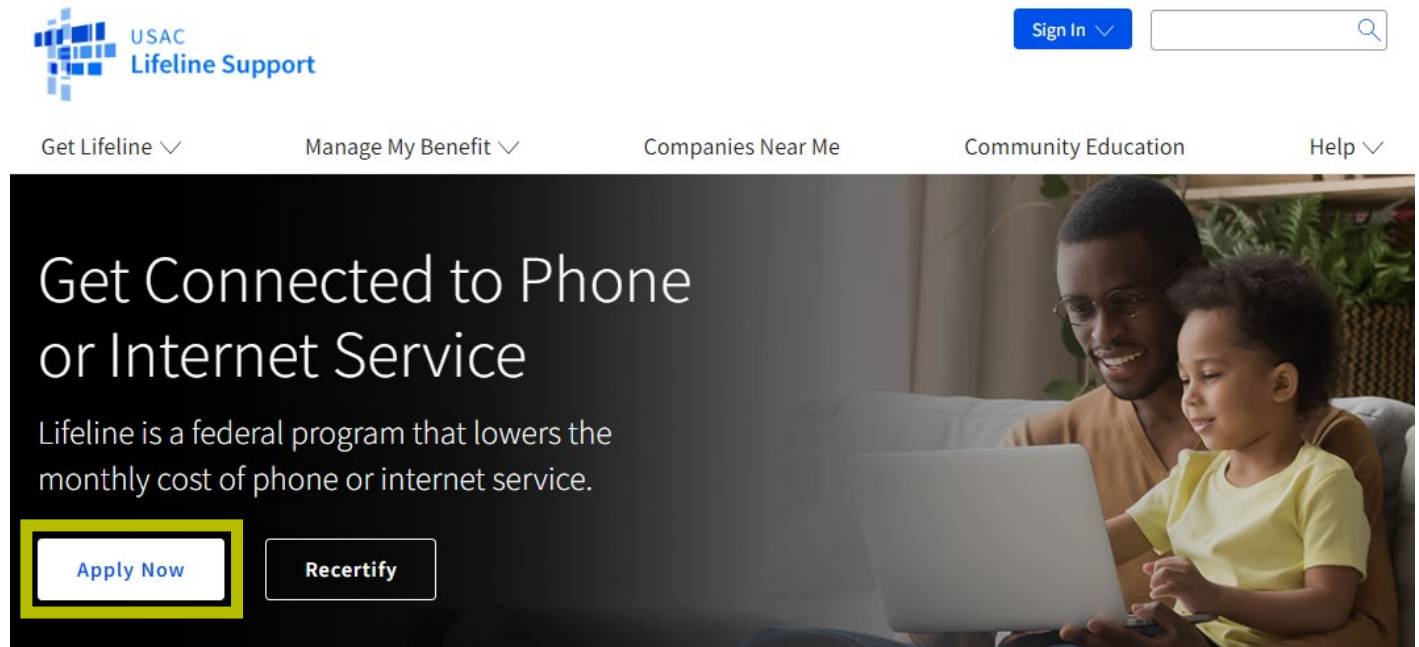 USAC
Lifeline Support
Sign In
Get Lifeline
Manage My Benefit
Companies Near Me
Community Education
Help
Get Connected to Phone
or Internet Service
Lifeline is a federal program that lowers the
monthly cost of phone or internet service.
Apply Now
Recertify